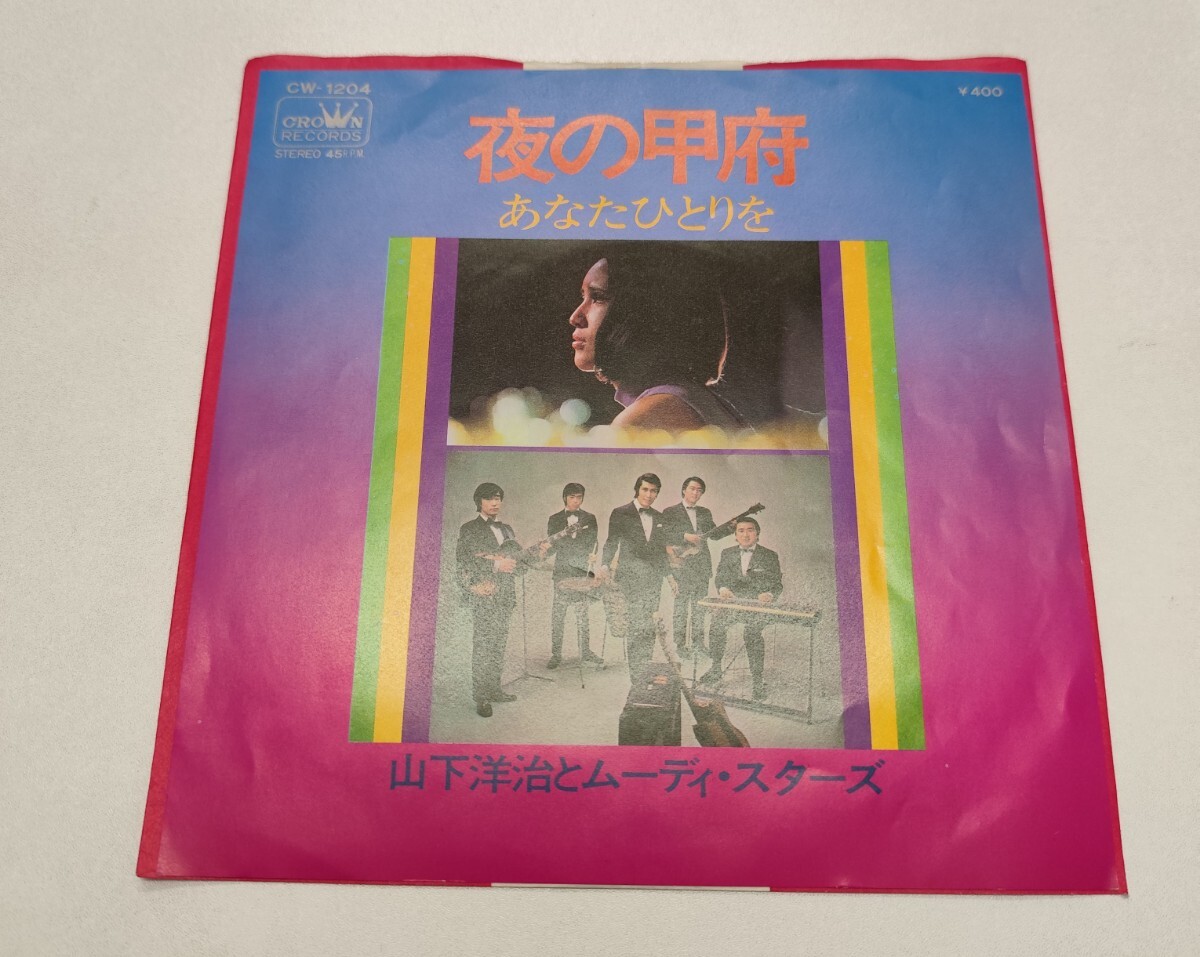 CW-1204
CROWN
RECORDS
STEREO 45R.P.M.
¥400
夜の甲府
あなたひとりを
山下洋治とムーディ・スターズ